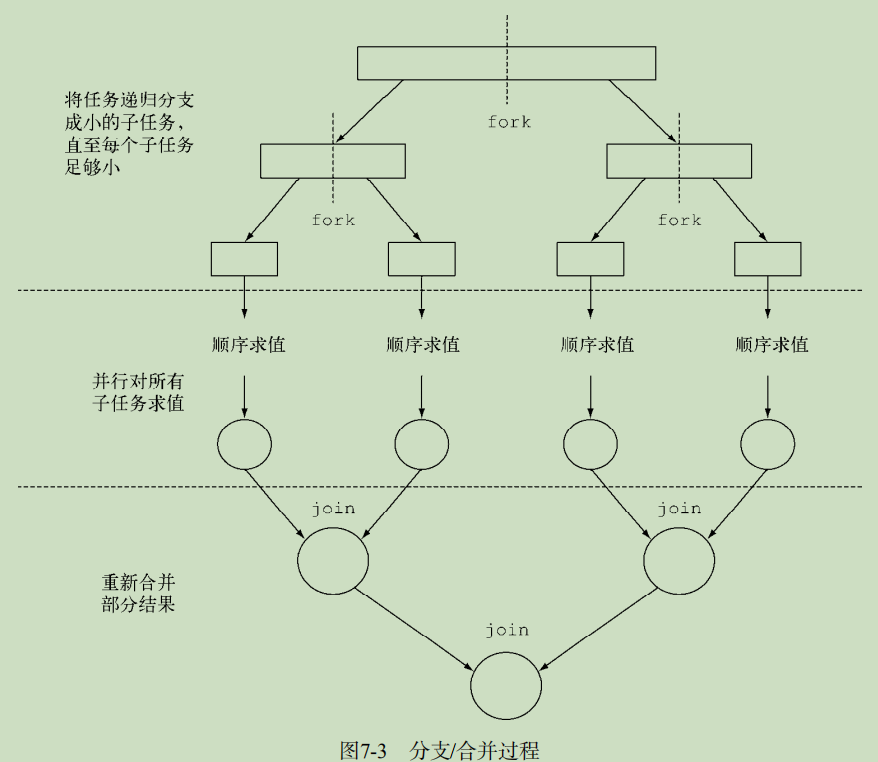 fork
将任务递归分支
成小的子任务，
直至每个子任务
足够小
fork
fork
顺序求值
顺序求值
顺序求值
顺序求值
并行对所有
子任务求值
join
join
重新合并
部分结果
join
图7-3 分支/合并过程